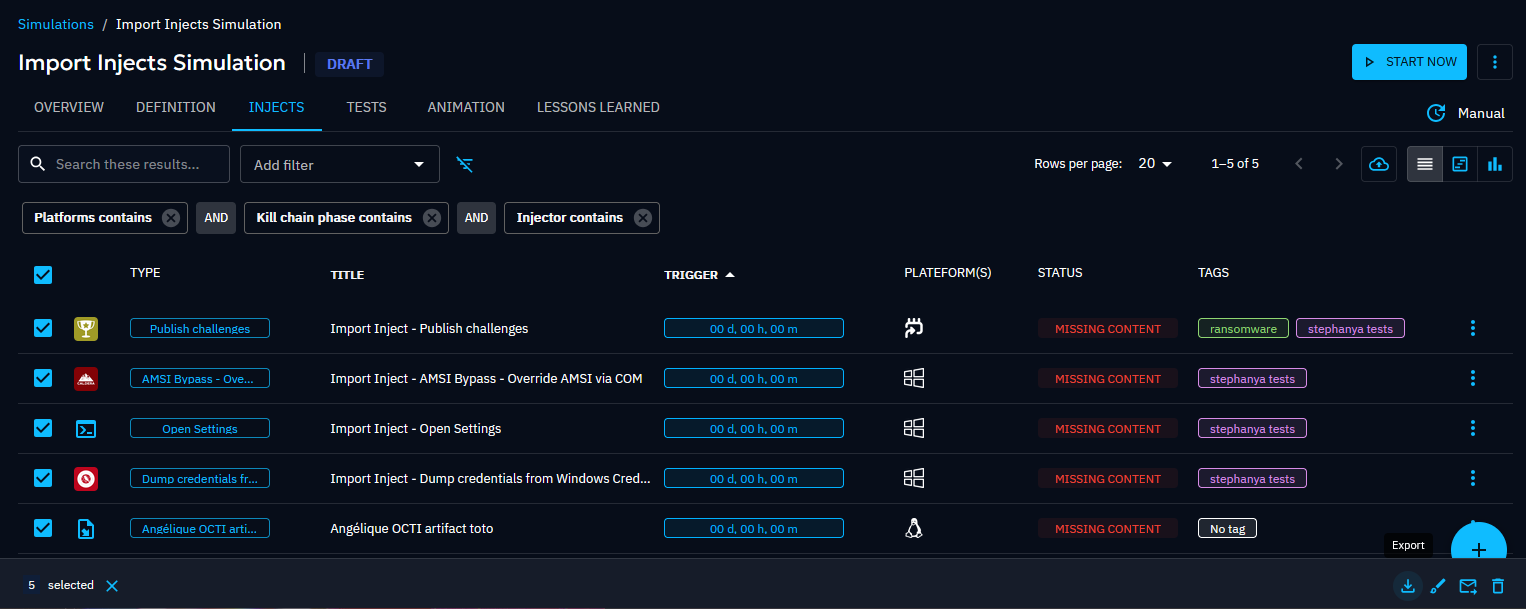 Simulations / Import Injects Simulation
Import Injects Simulation DRAFT START NOW
OVERVIEW DEFINITION INJECTS TESTS ANIMATION LESSONS LEARNED Manual
Search these results... Add filter Rows per page: 20 1–5 of 5
Platforms contains AND Kill chain phase contains AND Injector contains
TYPE TITLE TRIGGER PLATEFORM(S) STATUS TAGS
Publish challenges Import Inject - Publish challenges 00 d, 00 h, 00 m MISSING CONTENT ransomware stephanya tests
CALDERA AMSI Bypass - Ove... Import Inject - AMSI Bypass - Override AMSI via COM 00 d, 00 h, 00 m MISSING CONTENT stephanya tests
Open Settings Import Inject - Open Settings 00 d, 00 h, 00 m MISSING CONTENT stephanya tests
Dump credentials fr... Import Inject - Dump credentials from Windows Cred... 00 d, 00 h, 00 m MISSING CONTENT stephanya tests
Angélique OCTI arti... Angélique OCTI artifact toto 00 d, 00 h, 00 m MISSING CONTENT No tag
Export
5 selected